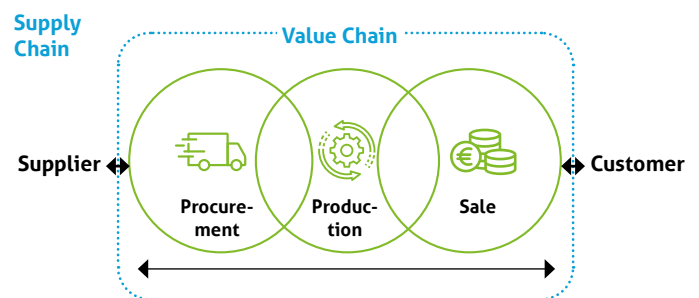 Supply
Chain
Value Chain
Supplier
Customer
Procure-
ment
Produc-
tion
Sale
€